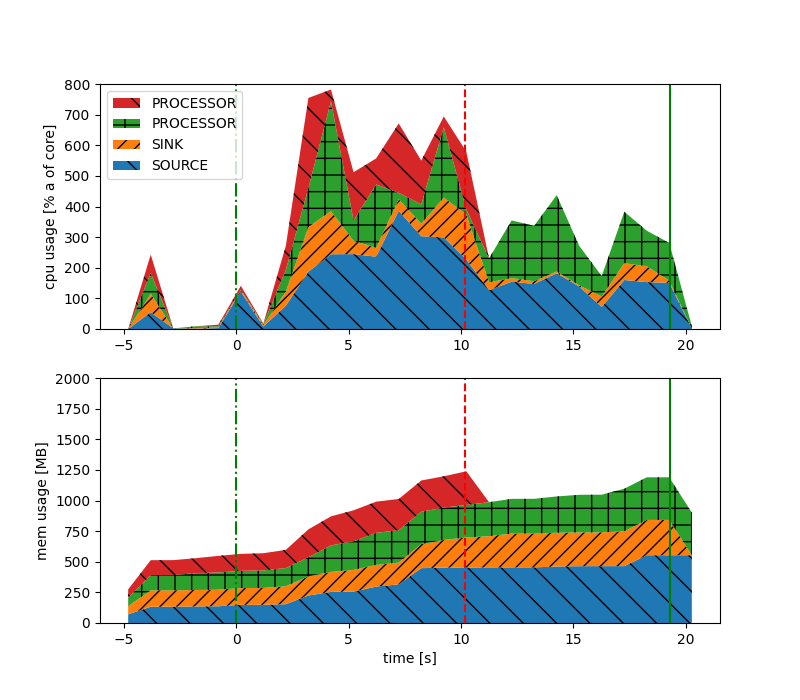 800
700
600
500
400
300
200
100
0
cpu usage [% a of core]
PROCESSOR
PROCESSOR
SINK
SOURCE
−5 0 5 10 15 20
2000
1750
1500
1250
1000
750
500
250
0
mem usage [MB]
−5 0 5 10 15 20
time [s]